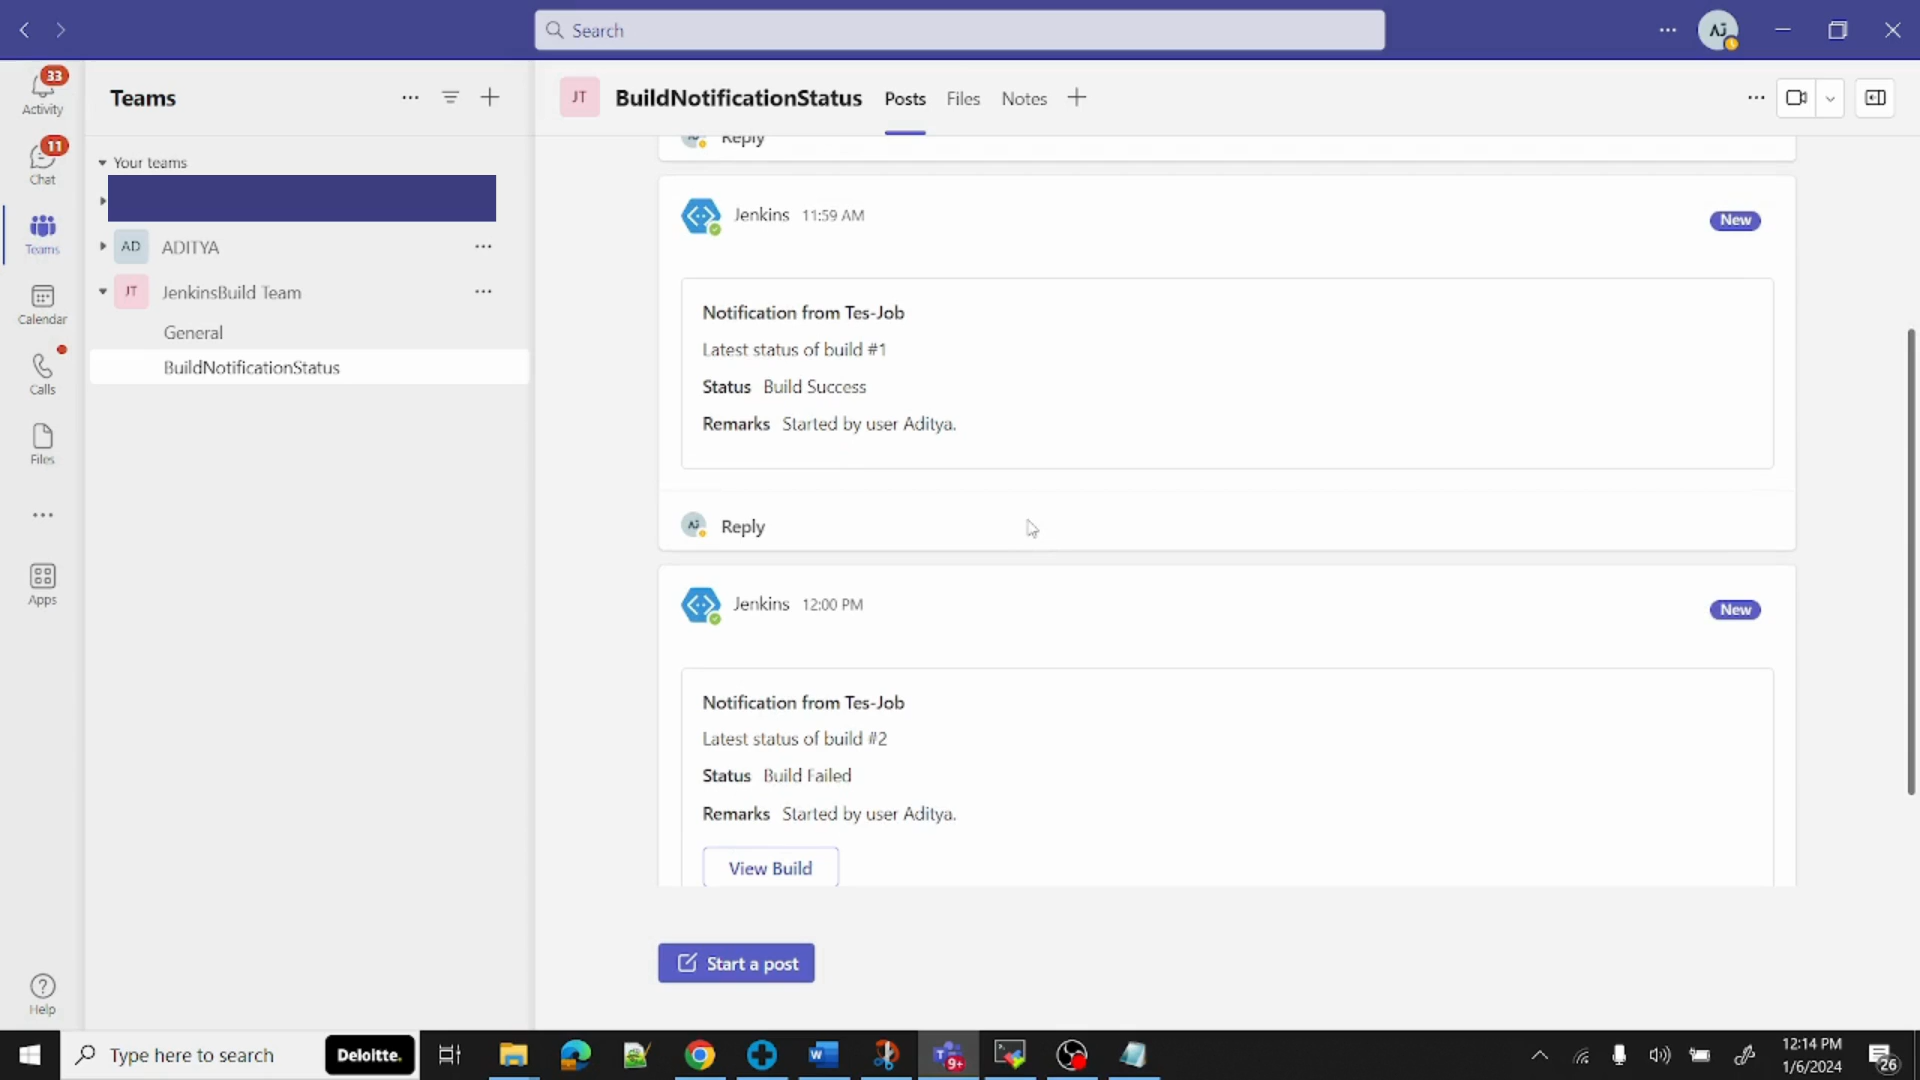 Search
AJ
33
Activity
11
Chat
Teams
Calendar
Calls
Files
Apps
Help
Teams
Your teams
AD ADITYA
JT JenkinsBuild Team
General
BuildNotificationStatus
JT BuildNotificationStatus Posts Files Notes
Reply
Jenkins 11:59 AM
New
Notification from Tes-Job
Latest status of build #1
Status Build Success
Remarks Started by user Aditya.
AJ Reply
Jenkins 12:00 PM
New
Notification from Tes-Job
Latest status of build #2
Status Build Failed
Remarks Started by user Aditya.
View Build
Start a post
Type here to search
Deloitte.
9+
12:14 PM
1/6/2024
26